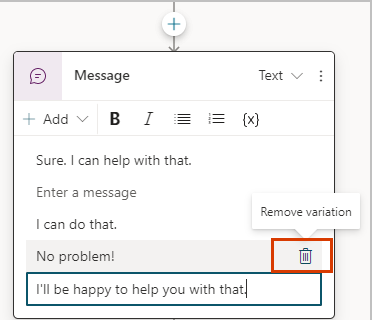 Message
Text
Add
B
I
{x}
Sure. I can help with that.
Enter a message
Remove variation
I can do that.
No problem!
I'll be happy to help you with that.